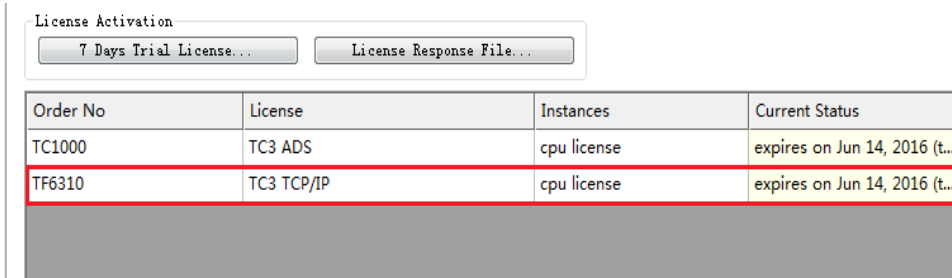 License Activation
7 Days Trial License... License Response File...
Order No License Instances Current Status
TC1000 TC3 ADS cpu license expires on Jun 14, 2016 (t...
TF6310 TC3 TCP/IP cpu license expires on Jun 14, 2016 (t...